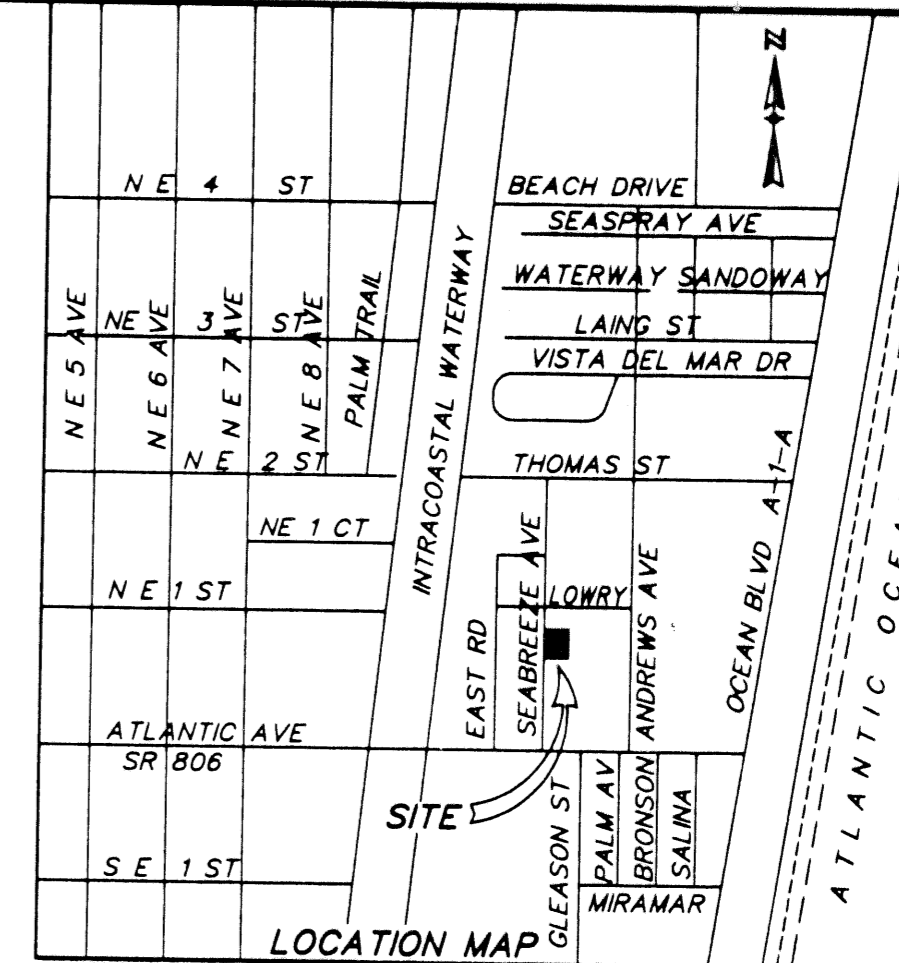 N
N E 4 ST
BEACH DRIVE
SEASPRAY AVE
WATERWAY SANDOWAY
NE 3 ST
LAING ST
VISTA DEL MAR DR
N E 5 AVE
N E 6 AVE
N E 7 AVE
N E 8 AVE
PALM TRAIL
INTRACOASTAL WATERWAY
N E 2 ST
THOMAS ST
NE 1 CT
N E 1 ST
LOWRY
EAST RD
SEABREEZE AVE
ANDREWS AVE
OCEAN BLVD A-1-A
ATLANTIC OCEA
ATLANTIC AVE
SR 806
SITE
GLEASON ST
PALM AV
BRONSON
SALINA
S E 1 ST
MIRAMAR
LOCATION MAP